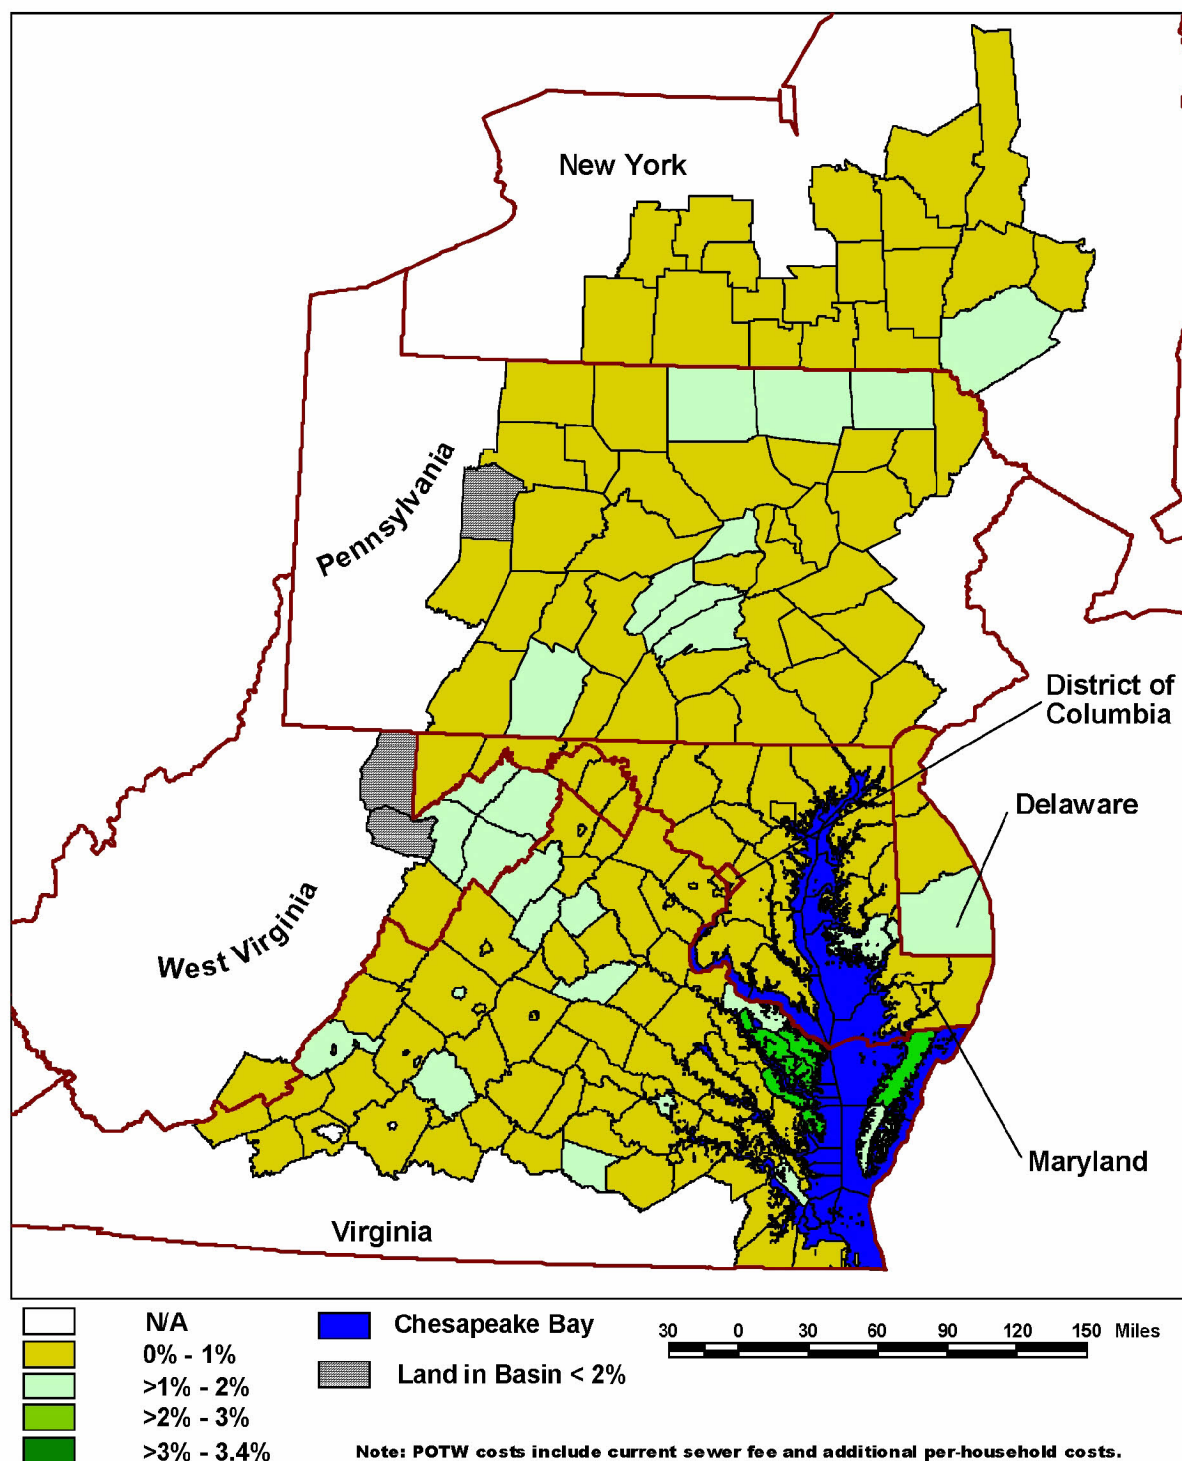 New York
Pennsylvania
District of
Columbia
Delaware
West Virginia
Maryland
Virginia
N/A
0% - 1%
>1% - 2%
>2% - 3%
>3% - 3.4%
Chesapeake Bay
Land in Basin < 2%
30 0 30 60 90 120 150 Miles
Note: POTW costs include current sewer fee and additional per-household costs.